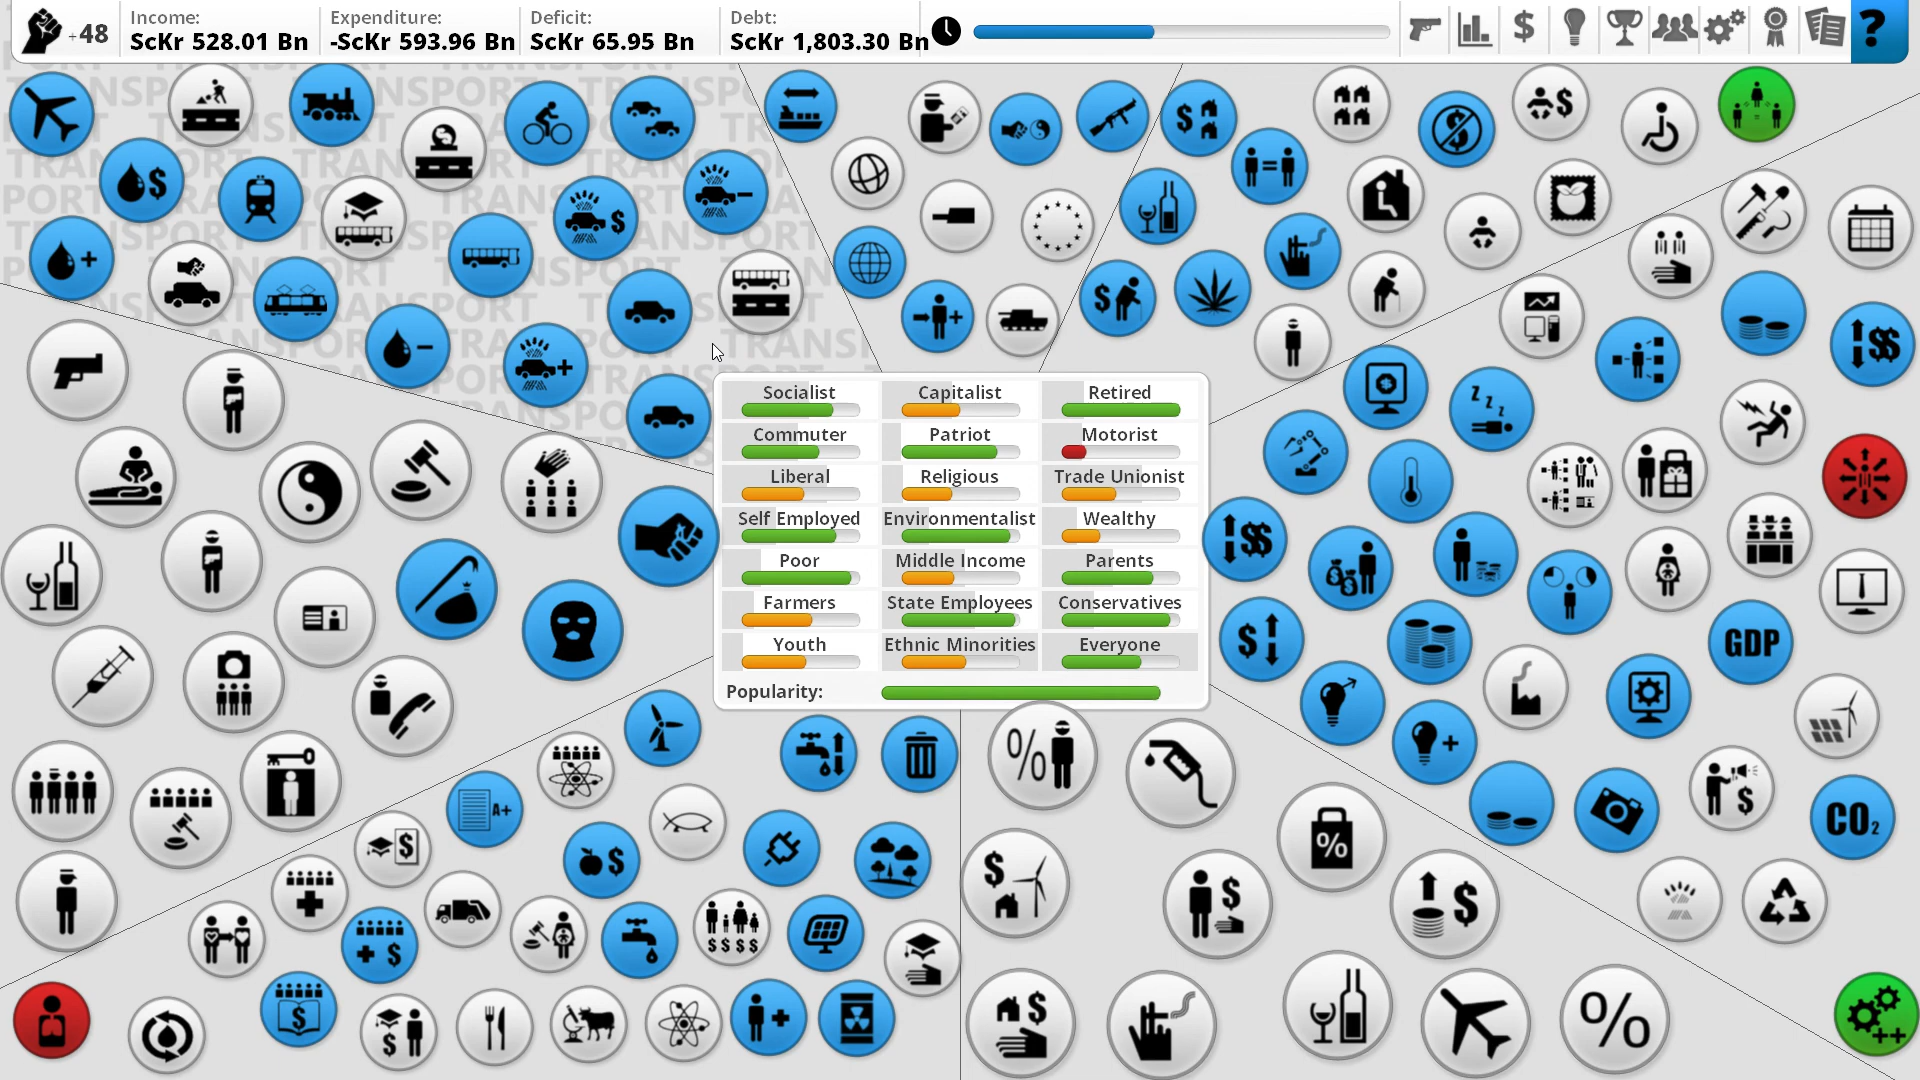 +48
Income:
ScKr 528.01 Bn
Expenditure:
-ScKr 593.96 Bn
Deficit:
ScKr 65.95 Bn
Debt:
ScKr 1,803.30 Bn
?
TRANSPORT
Socialist
Capitalist
Retired
Commuter
Patriot
Motorist
Liberal
Religious
Trade Unionist
Self Employed
Environmentalist
Wealthy
Poor
Middle Income
Parents
Farmers
State Employees
Conservatives
Youth
Ethnic Minorities
Everyone
Popularity:
A+
GDP
CO₂